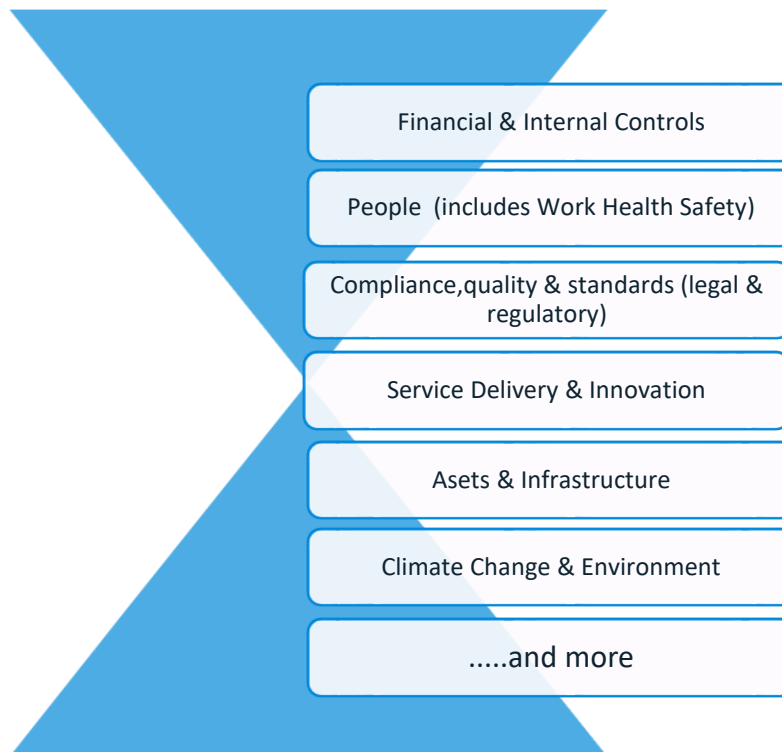 Financial & Internal Controls
People  (includes Work Health Safety)
Compliance,quality & standards (legal &
regulatory)
Service Delivery & Innovation
Asets & Infrastructure
Climate Change & Environment
.....and more